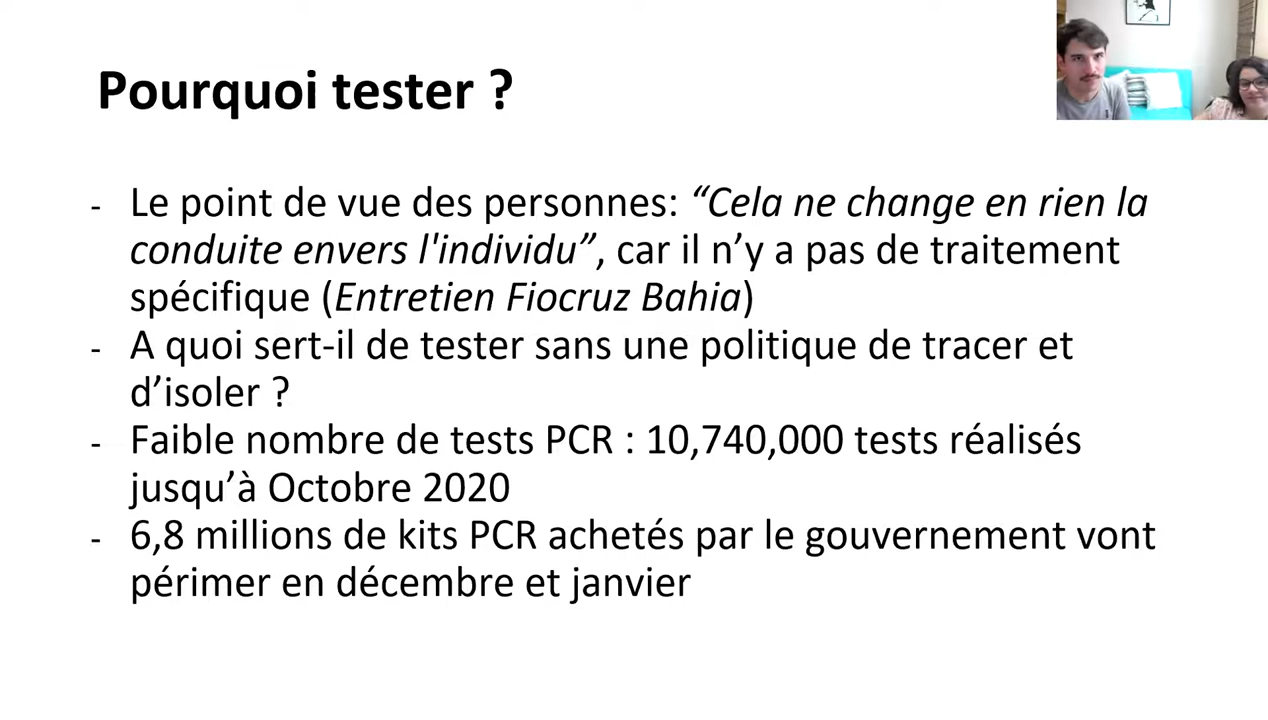 Pourquoi tester ?
- Le point de vue des personnes: “Cela ne change en rien la
conduite envers l'individu”, car il n’y a pas de traitement
spécifique (Entretien Fiocruz Bahia)
- A quoi sert-il de tester sans une politique de tracer et
d’isoler ?
- Faible nombre de tests PCR : 10,740,000 tests réalisés
jusqu’à Octobre 2020
- 6,8 millions de kits PCR achetés par le gouvernement vont
périmer en décembre et janvier